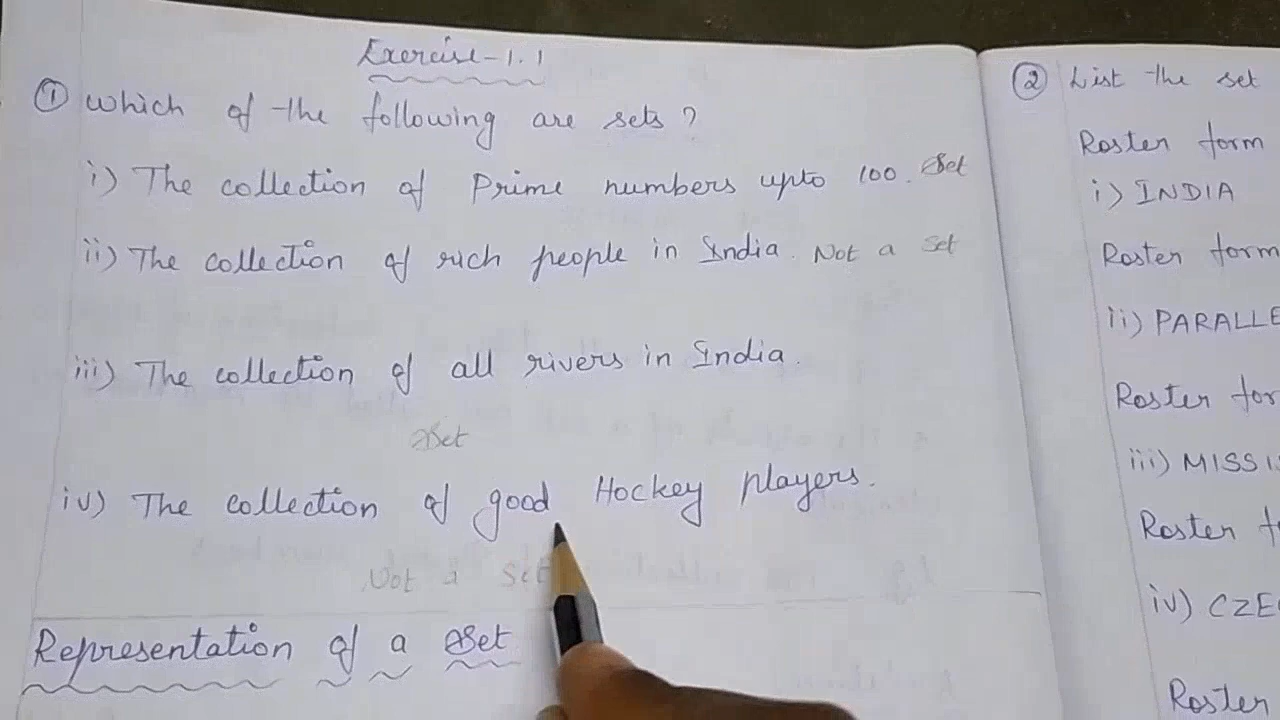 Exercise-1.1
① Which of the following are sets?
i) The collection of Prime numbers upto 100. Set
ii) The collection of rich people in India. Not a set
iii) The collection of all rivers in India.
Set
iv) The collection of good Hockey players.
Not a Set
Representation of a Set
② List the set
Roster form
i) INDIA
Roster form
ii) PARALLE
Roster for
iii) MISSI
Roster f
iv) CZE
Roster